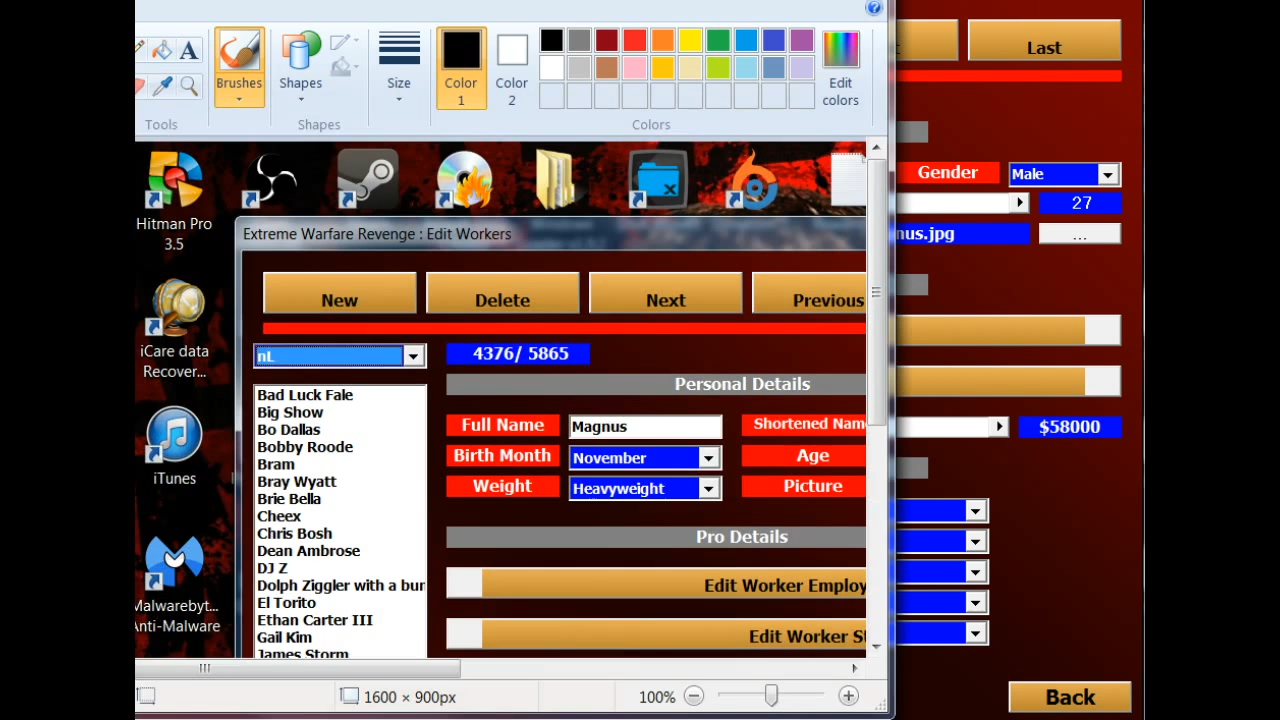 Last
Brushes
Shapes
Size
Color
1
Color
2
Edit
colors
Tools
Shapes
Colors
Hitman Pro
3.5
iCare data
Recover...
iTunes
Malwarebyt...
Anti-Malware
Extreme Warfare Revenge : Edit Workers
New
Delete
Next
Previous
nL
4376/ 5865
Personal Details
Full Name
Magnus
Shortened Nam
Birth Month
November
Age
Weight
Heavyweight
Picture
Pro Details
Edit Worker Employ
Edit Worker S
Bad Luck Fale
Big Show
Bo Dallas
Bobby Roode
Bram
Bray Wyatt
Brie Bella
Cheex
Chris Bosh
Dean Ambrose
DJ Z
Dolph Ziggler with a bur
El Torito
Ethan Carter III
Gail Kim
James Storm
Gender
Male
27
nus.jpg
...
$58000
Back
1600 × 900px
100%